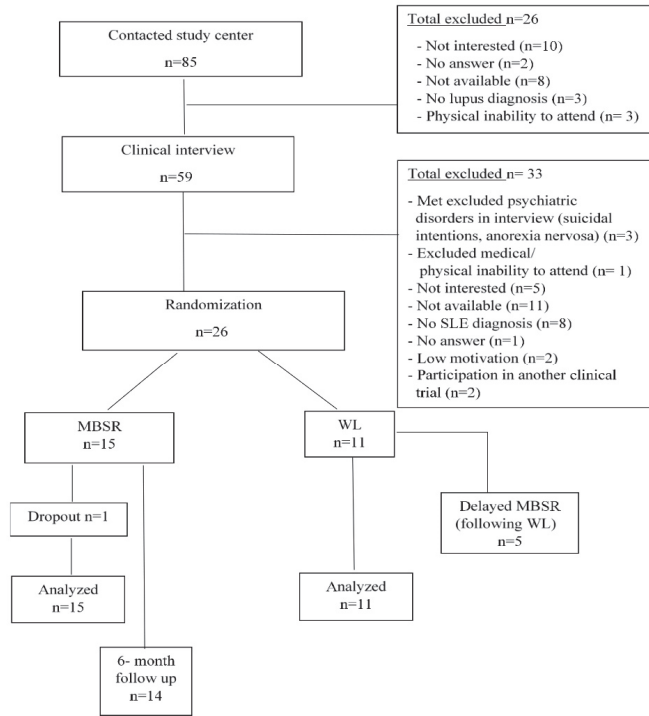 Contacted study center
n=85
Total excluded n=26
- Not interested (n=10)
- No answer (n=2)
- Not available (n=8)
- No lupus diagnosis (n=3)
- Physical inability to attend (n= 3)
Clinical interview
n=59
Total excluded n= 33
- Met excluded psychiatric
disorders in interview (suicidal
intentions, anorexia nervosa) (n=3)
- Excluded medical/
physical inability to attend (n= 1)
- Not interested (n=5)
- Not available (n=11)
- No SLE diagnosis (n=8)
- No answer (n=1)
- Low motivation (n=2)
- Participation in another clinical
trial (n=2)
Randomization
n=26
MBSR
n=15
WL
n=11
Dropout n=1
Delayed MBSR
(following WL)
n=5
Analyzed
n=15
Analyzed
n=11
6- month
follow up
n=14